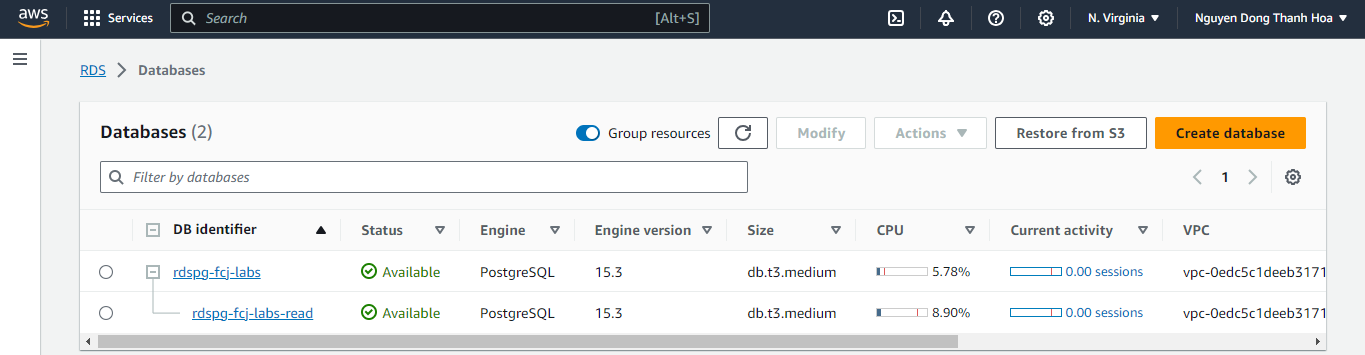 aws Services Search [Alt+S] N. Virginia Nguyen Dong Thanh Hoa
RDS Databases
Databases (2) Group resources Modify Actions Restore from S3 Create database
Filter by databases 1
DB identifier Status Engine Engine version Size CPU Current activity VPC
rdspg-fcj-labs Available PostgreSQL 15.3 db.t3.medium 5.78% 0.00 sessions vpc-0edc5c1deeb3171
rdspg-fcj-labs-read Available PostgreSQL 15.3 db.t3.medium 8.90% 0.00 sessions vpc-0edc5c1deeb3171